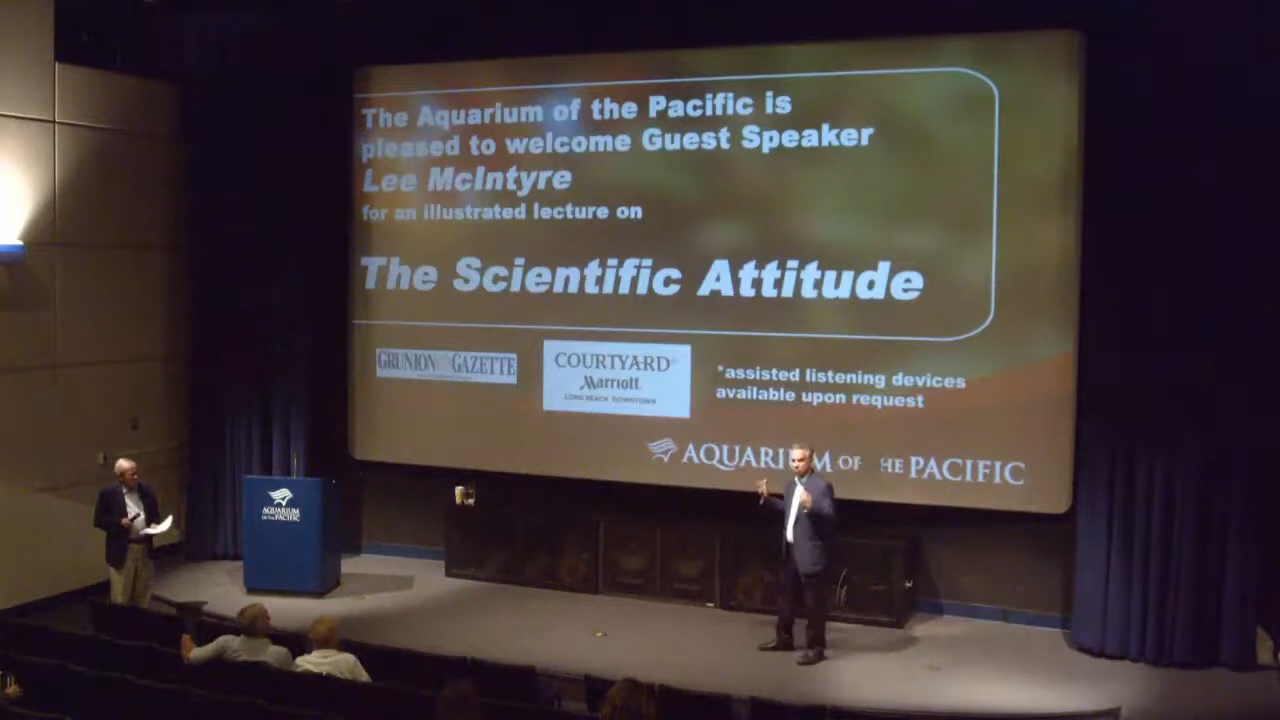 The Aquarium of the Pacific is
pleased to welcome Guest Speaker
Lee McIntyre
for an illustrated lecture on
The Scientific Attitude
GRUNION GAZETTE
COURTYARD®
Marriott
LONG BEACH DOWNTOWN
*assisted listening devices
available upon request
AQUARIUM OF THE PACIFIC
AQUARIUM
OF THE PACIFIC